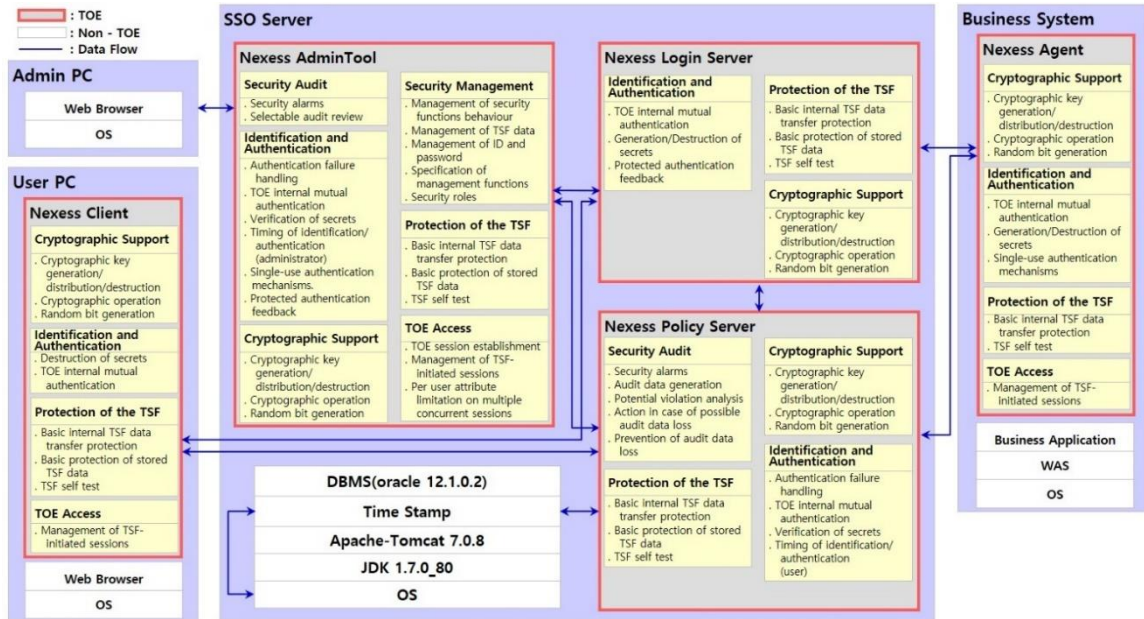 : TOE
: Non - TOE
: Data Flow
Admin PC
Web Browser
OS
User PC
Nexess Client
Cryptographic Support
. Cryptographic key
generation/
distribution/destruction
. Cryptographic operation
. Random bit generation
Identification and
Authentication
. Destruction of secrets
. TOE internal mutual
authentication
Protection of the TSF
. Basic internal TSF data
transfer protection
. Basic protection of stored
TSF data
. TSF self test
TOE Access
. Management of TSF-
initiated sessions
Web Browser
OS
SSO Server
Nexess AdminTool
Security Audit
. Security alarms
. Selectable audit review
Identification and
Authentication
. Authentication failure
handling
. TOE internal mutual
authentication
. Verification of secrets
. Timing of identification/
authentication
(administrator)
. Single-use authentication
mechanisms.
. Protected authentication
feedback
Cryptographic Support
. Cryptographic key
generation/
distribution/destruction
. Cryptographic operation
. Random bit generation
Security Management
. Management of security
functions behaviour
. Management of TSF data
. Management of ID and
password
. Specification of
management functions
. Security roles
Protection of the TSF
. Basic internal TSF data
transfer protection
. Basic protection of stored
TSF data
. TSF self test
TOE Access
. TOE session establishment
. Management of TSF-
initiated sessions
. Per user attribute
limitation on multiple
concurrent sessions
DBMS(oracle 12.1.0.2)
Time Stamp
Apache-Tomcat 7.0.8
JDK 1.7.0_80
OS
Nexess Login Server
Identification and
Authentication
. TOE internal mutual
authentication
. Generation/Destruction of
secrets
. Protected authentication
feedback
Protection of the TSF
. Basic internal TSF data
transfer protection
. Basic protection of stored
TSF data
. TSF self test
Cryptographic Support
. Cryptographic key
generation/
distribution/destruction
. Cryptographic operation
. Random bit generation
Nexess Policy Server
Security Audit
. Security alarms
. Audit data generation
. Potential violation analysis
. Action in case of possible
audit data loss
. Prevention of audit data
loss
Protection of the TSF
. Basic internal TSF data
transfer protection
. Basic protection of stored
TSF data
. TSF self test
Cryptographic Support
. Cryptographic key
generation/
distribution/destruction
. Cryptographic operation
. Random bit generation
Identification and
Authentication
. Authentication failure
handling
. TOE internal mutual
authentication
. Verification of secrets
. Timing of identification/
authentication
(user)
Business System
Nexess Agent
Cryptographic Support
. Cryptographic key
generation/
distribution/destruction
. Cryptographic operation
. Random bit generation
Identification and
Authentication
. TOE internal mutual
authentication
. Generation/Destruction of
secrets
. Single-use authentication
mechanisms
Protection of the TSF
. Basic internal TSF data
transfer protection
. TSF self test
TOE Access
. Management of TSF-
initiated sessions
Business Application
WAS
OS